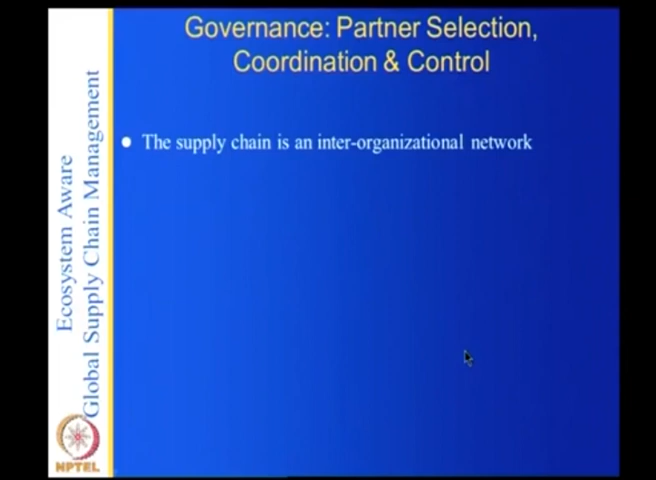 Governance: Partner Selection,
Coordination & Control
The supply chain is an inter-organizational network
Ecosystem Aware
Global Supply Chain Management
NPTEL